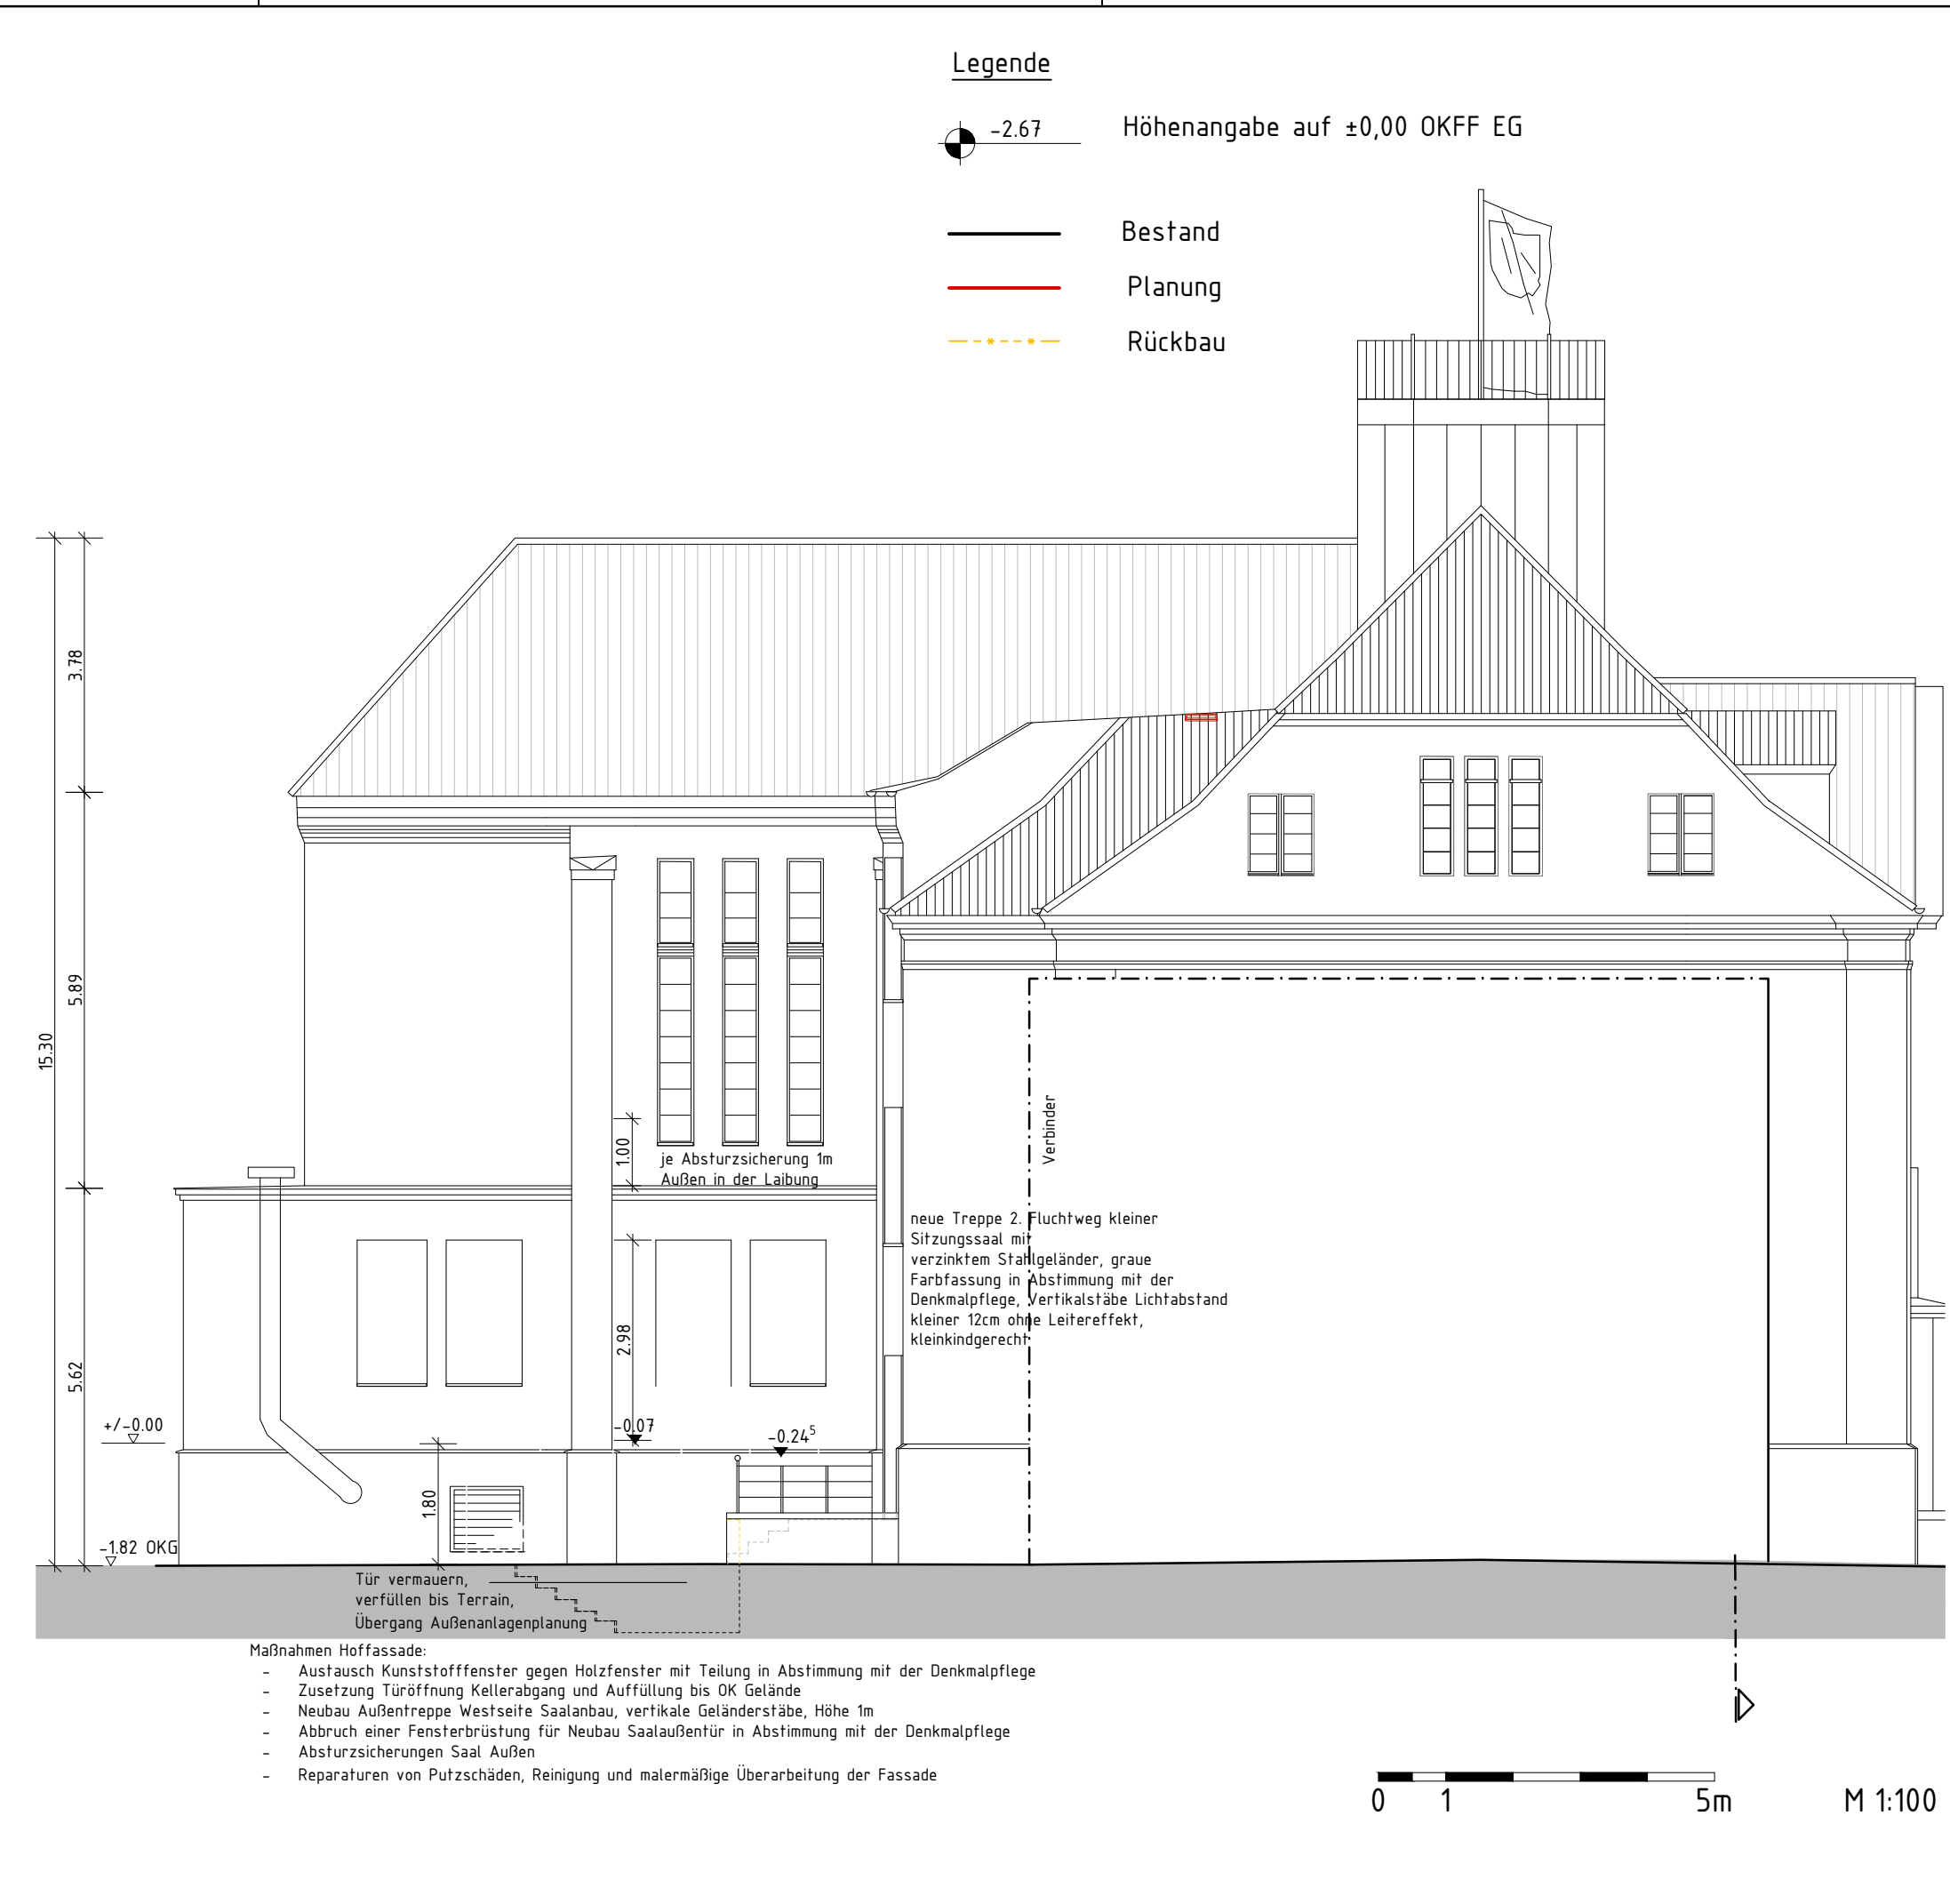 Legende
-2.67
Höhenangabe auf ±0,00 OKFF EG
Bestand
Planung
Rückbau
3.78
5.89
15.30
5.62
1.00
je Absturzsicherung 1m
Außen in der Laibung
Verbinder
neue Treppe 2. Fluchtweg kleiner
Sitzungssaal mit
verzinktem Stahlgeländer, graue
Farbfassung in Abstimmung mit der
Denkmalpflege, Vertikalstäbe Lichtabstand
kleiner 12cm ohne Leitereffekt,
kleinkindgerecht
2.98
+/-0.00
-0.07
-0.24⁵
1.80
-1.82 OKG
Tür vermauern,
verfüllen bis Terrain,
Übergang Außenanlagenplanung
Maßnahmen Hoffassade:
- Austausch Kunststofffenster gegen Holzfenster mit Teilung in Abstimmung mit der Denkmalpflege
- Zusetzung Türöffnung Kellerabgang und Auffüllung bis OK Gelände
- Neubau Außentreppe Westseite Saalanbau, vertikale Geländerstäbe, Höhe 1m
- Abbruch einer Fensterbrüstung für Neubau Saalaußentür in Abstimmung mit der Denkmalpflege
- Absturzsicherungen Saal Außen
- Reparaturen von Putzschäden, Reinigung und malermäßige Überarbeitung der Fassade
0 1 5m
M 1:100